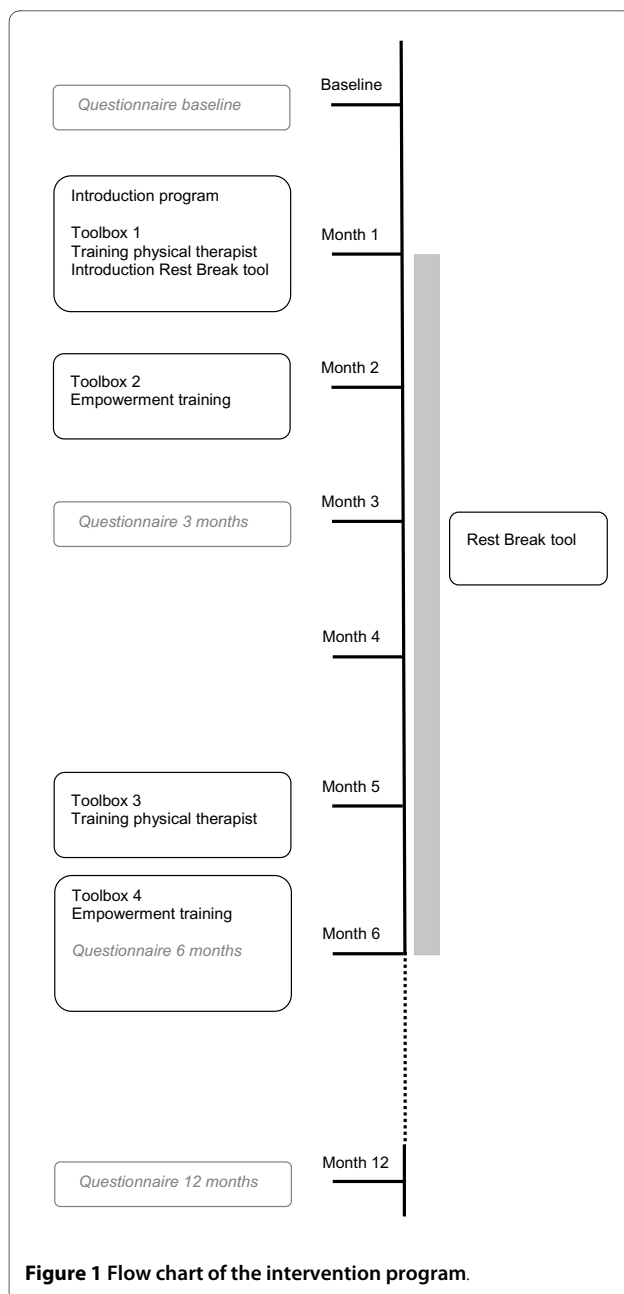 Baseline
Questionnaire baseline
Introduction program
Toolbox 1
Training physical therapist
Introduction Rest Break tool
Month 1
Toolbox 2
Empowerment training
Month 2
Questionnaire 3 months
Month 3
Rest Break tool
Month 4
Toolbox 3
Training physical therapist
Month 5
Toolbox 4
Empowerment training
Questionnaire 6 months
Month 6
Questionnaire 12 months
Month 12
Figure 1 Flow chart of the intervention program.